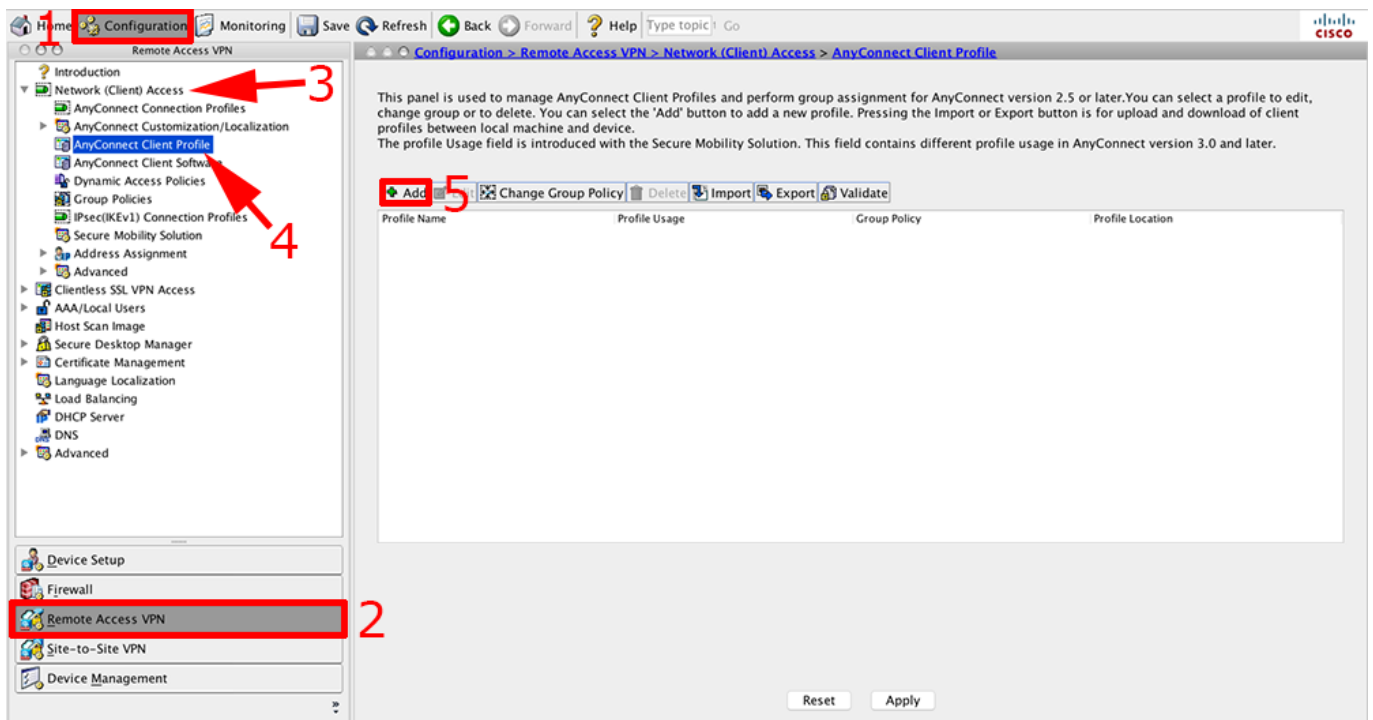 1
Home Configuration Monitoring Save Refresh Back Forward Help Type topic Go
CISCO
Remote Access VPN
Configuration > Remote Access VPN > Network (Client) Access > AnyConnect Client Profile
Introduction
Network (Client) Access
3
AnyConnect Connection Profiles
AnyConnect Customization/Localization
AnyConnect Client Profile
AnyConnect Client Software
Dynamic Access Policies
Group Policies
IPsec(IKEv1) Connection Profiles
4
Secure Mobility Solution
Address Assignment
Advanced
Clientless SSL VPN Access
AAA/Local Users
Host Scan Image
Secure Desktop Manager
Certificate Management
Language Localization
Load Balancing
DHCP Server
DNS
Advanced
Device Setup
Firewall
Remote Access VPN
2
Site-to-Site VPN
Device Management
This panel is used to manage AnyConnect Client Profiles and perform group assignment for AnyConnect version 2.5 or later.You can select a profile to edit,
change group or to delete. You can select the 'Add' button to add a new profile. Pressing the Import or Export button is for upload and download of client
profiles between local machine and device.
The profile Usage field is introduced with the Secure Mobility Solution. This field contains different profile usage in AnyConnect version 3.0 and later.
Add 5 Change Group Policy Delete Import Export Validate
Profile Name Profile Usage Group Policy Profile Location
Reset Apply